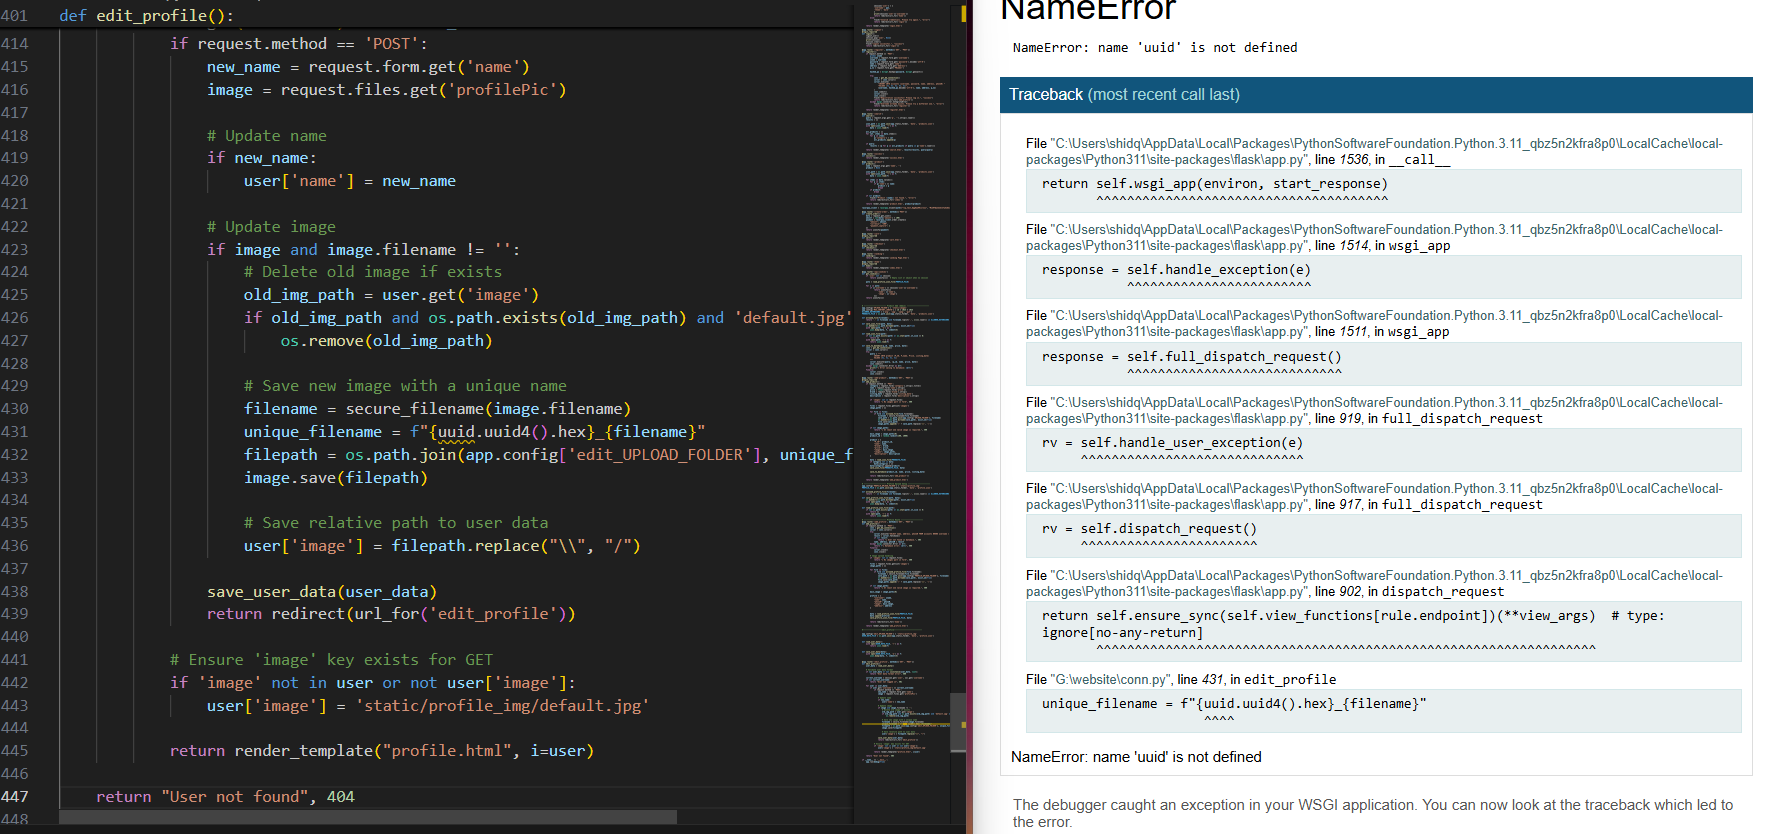 401 def edit_profile():
414 if request.method == 'POST':
415 new_name = request.form.get('name')
416 image = request.files.get('profilePic')
417
418 # Update name
419 if new_name:
420 user['name'] = new_name
421
422 # Update image
423 if image and image.filename != '':
424 # Delete old image if exists
425 old_img_path = user.get('image')
426 if old_img_path and os.path.exists(old_img_path) and 'default.jpg'
427 os.remove(old_img_path)
428
429 # Save new image with a unique name
430 filename = secure_filename(image.filename)
431 unique_filename = f"{uuid.uuid4().hex}_{filename}"
432 filepath = os.path.join(app.config['edit_UPLOAD_FOLDER'], unique_f
433 image.save(filepath)
434
435 # Save relative path to user data
436 user['image'] = filepath.replace("\\", "/")
437
438 save_user_data(user_data)
439 return redirect(url_for('edit_profile'))
440
441 # Ensure 'image' key exists for GET
442 if 'image' not in user or not user['image']:
443 user['image'] = 'static/profile_img/default.jpg'
444
445 return render_template("profile.html", i=user)
446
447 return "User not found", 404
448
NameError
NameError: name 'uuid' is not defined
Traceback (most recent call last)
File "C:\Users\shidq\AppData\Local\Packages\PythonSoftwareFoundation.Python.3.11_qbz5n2kfra8p0\LocalCache\local-
packages\Python311\site-packages\flask\app.py", line 1536, in __call__
return self.wsgi_app(environ, start_response)
^^^^^^^^^^^^^^^^^^^^^^^^^^^^^^^^^^^^^^
File "C:\Users\shidq\AppData\Local\Packages\PythonSoftwareFoundation.Python.3.11_qbz5n2kfra8p0\LocalCache\local-
packages\Python311\site-packages\flask\app.py", line 1514, in wsgi_app
response = self.handle_exception(e)
^^^^^^^^^^^^^^^^^^^^^^^^
File "C:\Users\shidq\AppData\Local\Packages\PythonSoftwareFoundation.Python.3.11_qbz5n2kfra8p0\LocalCache\local-
packages\Python311\site-packages\flask\app.py", line 1511, in wsgi_app
response = self.full_dispatch_request()
^^^^^^^^^^^^^^^^^^^^^^^^^^^^
File "C:\Users\shidq\AppData\Local\Packages\PythonSoftwareFoundation.Python.3.11_qbz5n2kfra8p0\LocalCache\local-
packages\Python311\site-packages\flask\app.py", line 919, in full_dispatch_request
rv = self.handle_user_exception(e)
^^^^^^^^^^^^^^^^^^^^^^^^^^^^^
File "C:\Users\shidq\AppData\Local\Packages\PythonSoftwareFoundation.Python.3.11_qbz5n2kfra8p0\LocalCache\local-
packages\Python311\site-packages\flask\app.py", line 917, in full_dispatch_request
rv = self.dispatch_request()
^^^^^^^^^^^^^^^^^^^^^^^
File "C:\Users\shidq\AppData\Local\Packages\PythonSoftwareFoundation.Python.3.11_qbz5n2kfra8p0\LocalCache\local-
packages\Python311\site-packages\flask\app.py", line 902, in dispatch_request
return self.ensure_sync(self.view_functions[rule.endpoint])(**view_args) # type:
ignore[no-any-return]
^^^^^^^^^^^^^^^^^^^^^^^^^^^^^^^^^^^^^^^^^^^^^^^^^^^^^^^^^^^^^^^^^
File "G:\website\conn.py", line 431, in edit_profile
unique_filename = f"{uuid.uuid4().hex}_{filename}"
^^^^
NameError: name 'uuid' is not defined
The debugger caught an exception in your WSGI application. You can now look at the traceback which led to
the error.